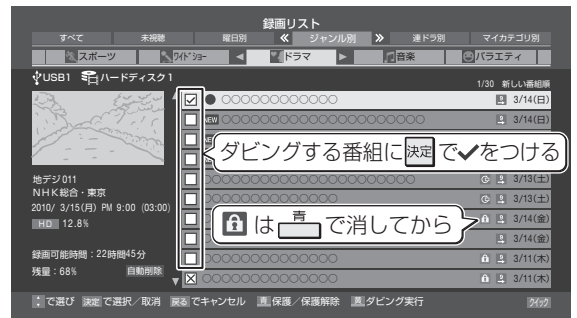 録画リスト
すべて 未視聴 曜日別 ≪ ジャンル別 ≫ 連ドラ別 マイカテゴリ別
スポーツ ワイドショー ◀ ドラマ ▶ 音楽 バラエティ
USB1 ハードディスク1 1/30 新しい番組順
● ○○○○○○○○○○○○ 3/14(日)
NEW ○○○○○○○○○○○○○○○○○○○○○ 3/14(日)
ダビングする番組に 決定 で✔をつける
地デジ011
○○○○○○○○○○○○○○○○○○○○○ 3/13(土)
NHK総合・東京
3/13(土)
2010/ 3/15(月) PM 9:00 (03:00)
は 青 で消してから
3/14(金)
HD 12.8%
3/14(金)
録画可能時間：22時間45分
○○○○○○○○○○○○○ 3/11(木)
残量：68% 自動削除
○○○○○○○○○○○○○ 3/11(木)
で選び 決定 で選択／取消 戻る でキャンセル 青 保護／保護解除 黄 ダビング実行 クイック